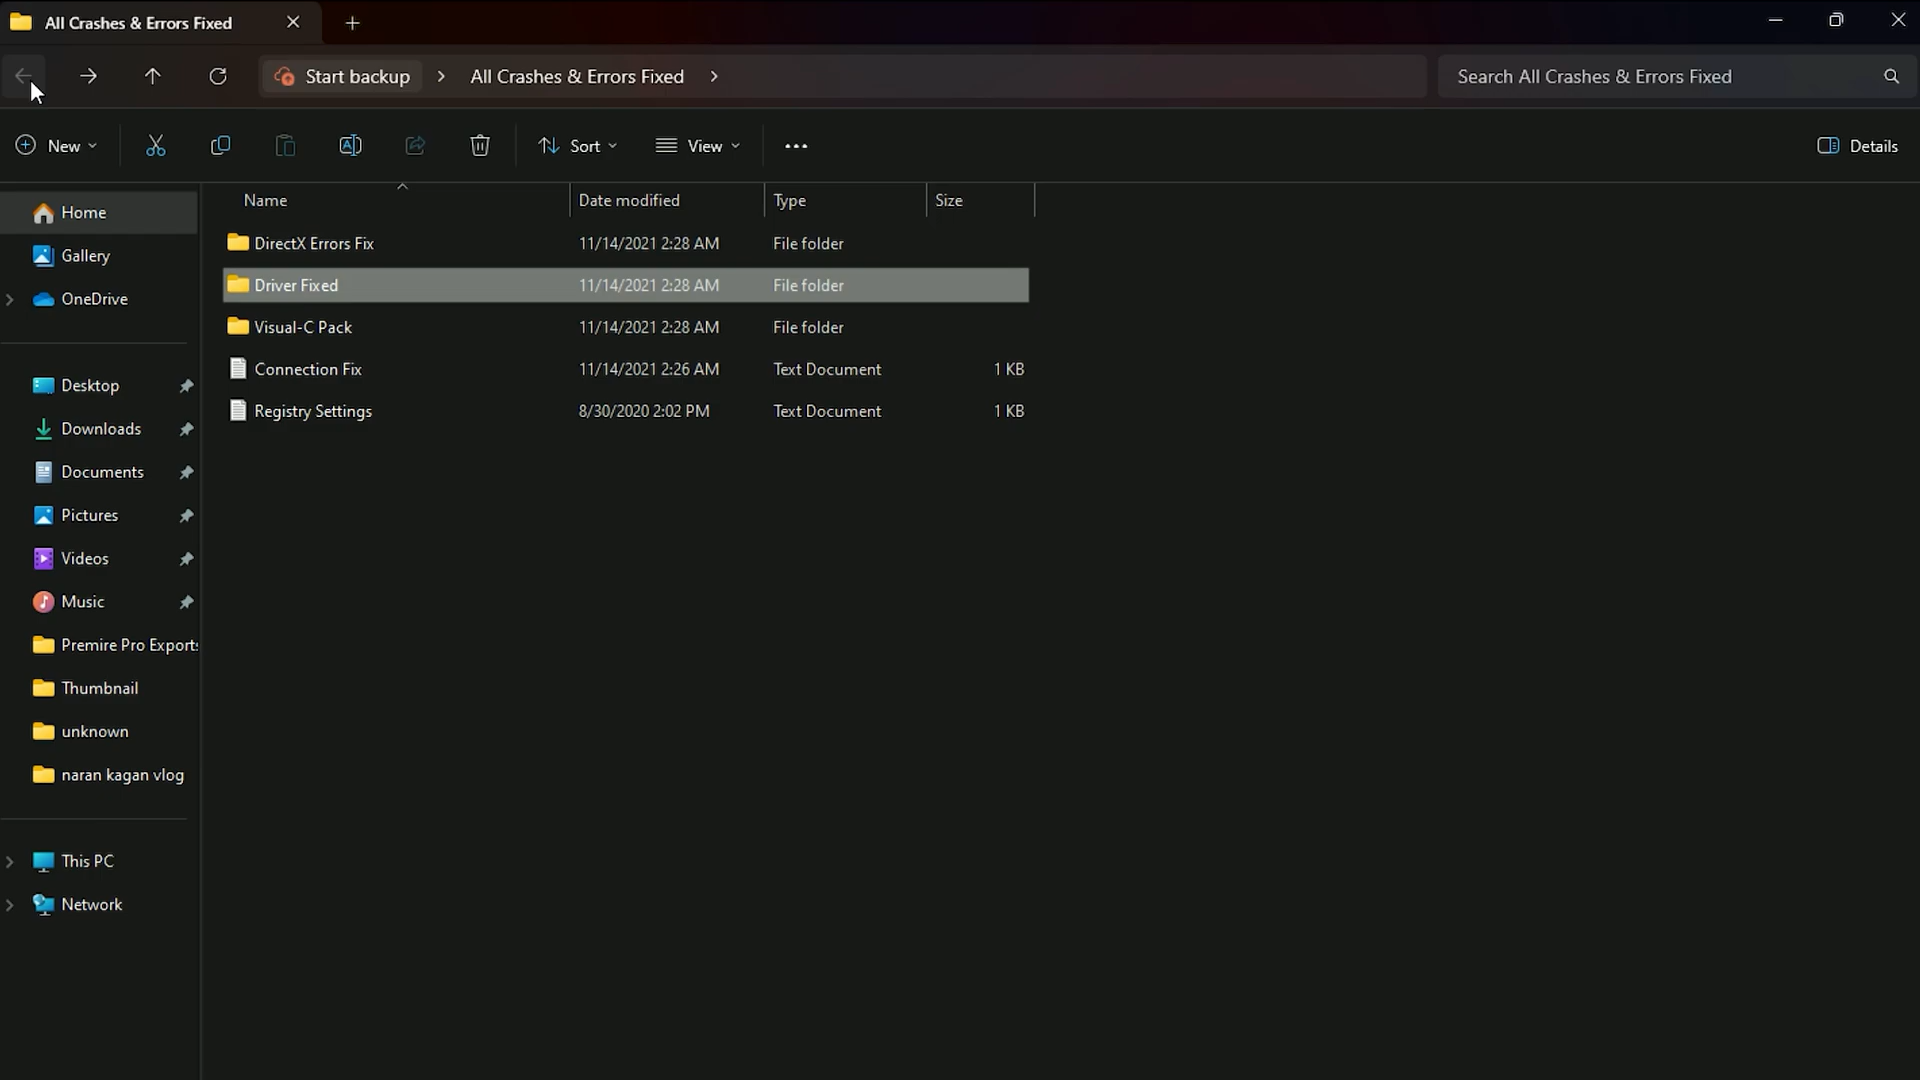 All Crashes & Errors Fixed
Start backup > All Crashes & Errors Fixed >
Search All Crashes & Errors Fixed
New
Sort
View
Details
Home
Gallery
OneDrive
Desktop
Downloads
Documents
Pictures
Videos
Music
Premire Pro Exports
Thumbnail
unknown
naran kagan vlog
This PC
Network
Name Date modified Type Size
DirectX Errors Fix 11/14/2021 2:28 AM File folder
Driver Fixed 11/14/2021 2:28 AM File folder
Visual-C Pack 11/14/2021 2:28 AM File folder
Connection Fix 11/14/2021 2:26 AM Text Document 1 KB
Registry Settings 8/30/2020 2:02 PM Text Document 1 KB